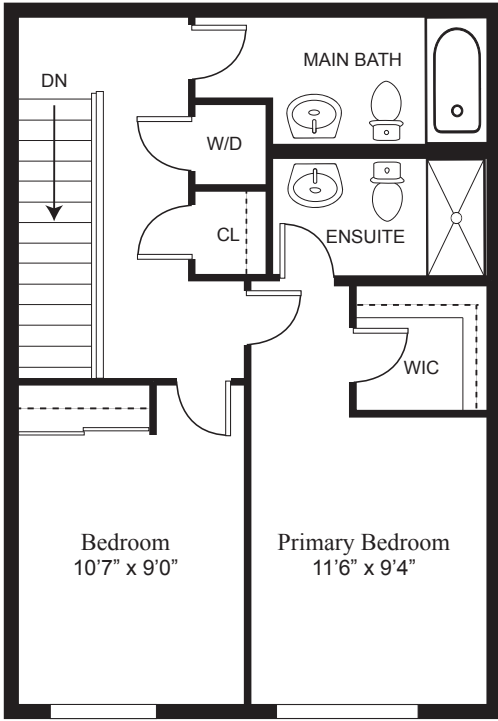 MAIN BATH
DN
W/D
CL
ENSUITE
WIC
Bedroom
10’7” x 9’0”
Primary Bedroom
11’6” x 9’4”